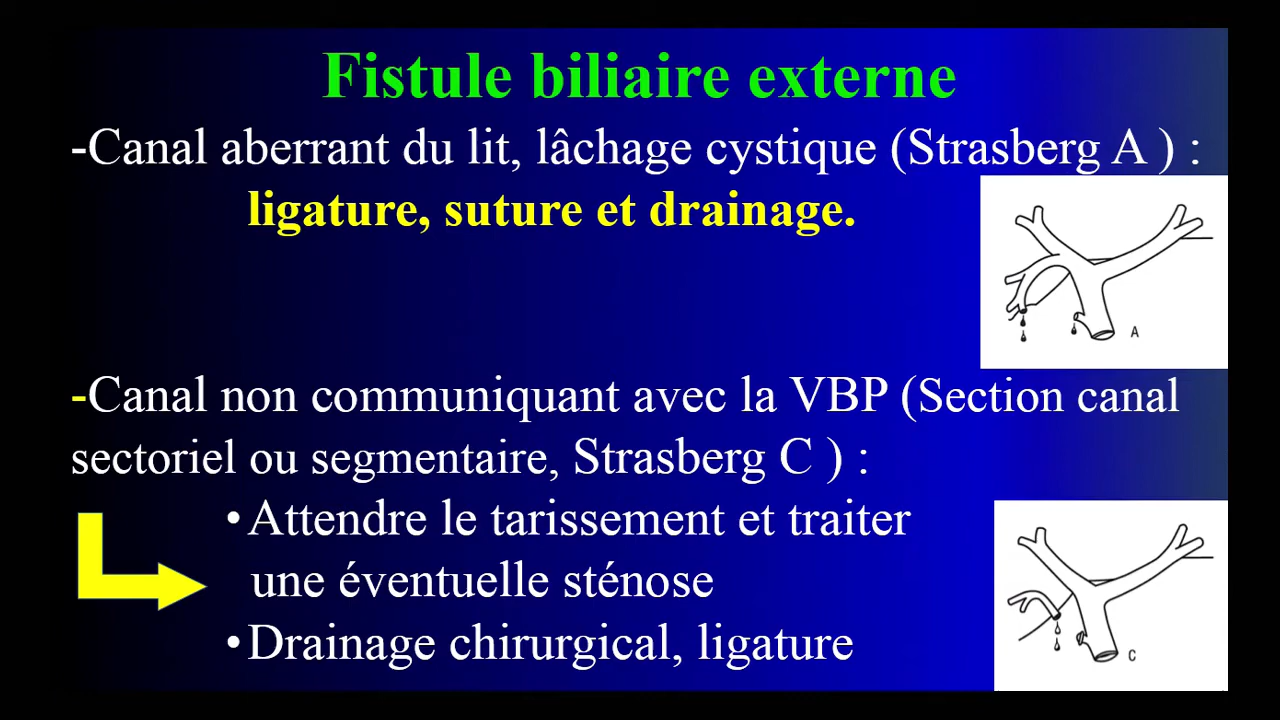 Fistule biliaire externe
-Canal aberrant du lit, lâchage cystique (Strasberg A ) :
ligature, suture et drainage.
A
-Canal non communiquant avec la VBP (Section canal
sectoriel ou segmentaire, Strasberg C ) :
•Attendre le tarissement et traiter
une éventuelle sténose
•Drainage chirurgical, ligature
C